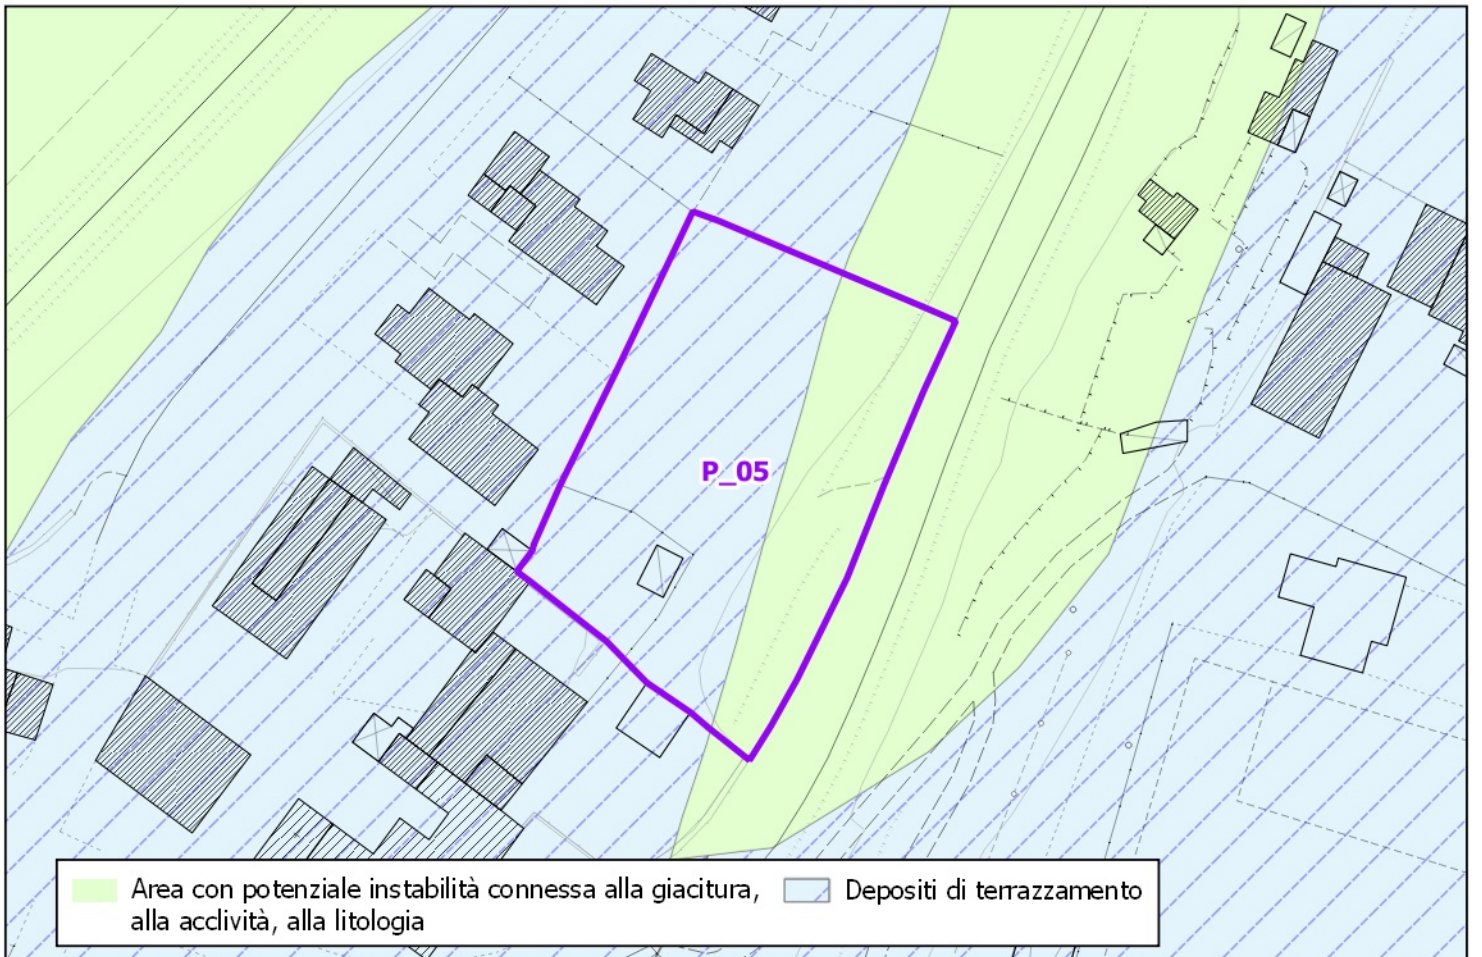 P_05
Area con potenziale instabilità connessa alla giacitura,
alla acclività, alla litologia
Depositi di terrazzamento